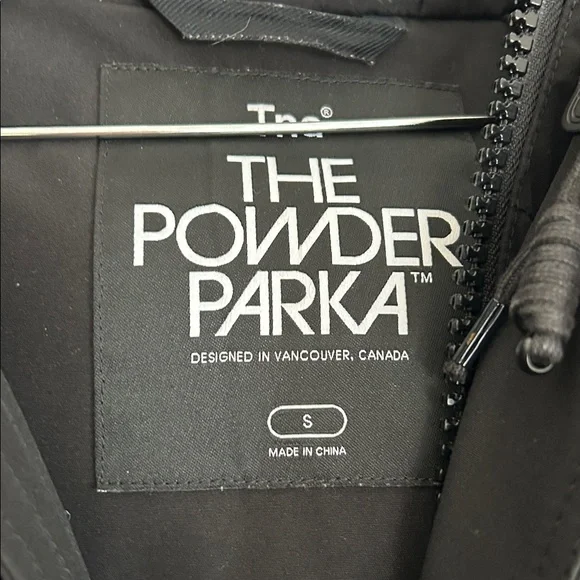 Tna®
THE
POWDER
PARKA™
DESIGNED IN VANCOUVER, CANADA
S
MADE IN CHINA